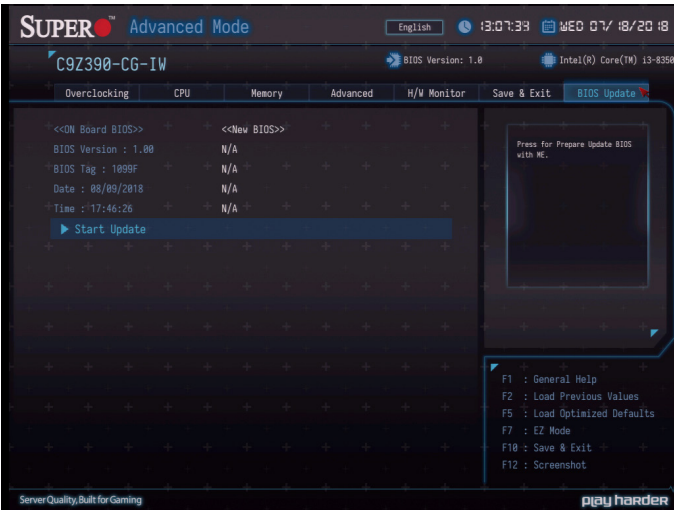 SUPER Advanced Mode English 13:07:39 WED 07/18/2018
C9Z390-CG-IW BIOS Version: 1.0 Intel(R) Core(TM) i3-8350
Overclocking CPU Memory Advanced H/W Monitor Save & Exit BIOS Update
<<ON Board BIOS>> <<New BIOS>>
BIOS Version : 1.00 N/A
BIOS Tag : 1099F N/A
Date : 08/09/2018 N/A
Time : 17:46:26 N/A
Start Update
Press for Prepare Update BIOS
with ME.
F1 : General Help
F2 : Load Previous Values
F5 : Load Optimized Defaults
F7 : EZ Mode
F10 : Save & Exit
F12 : Screenshot
Server Quality, Built for Gaming play harder